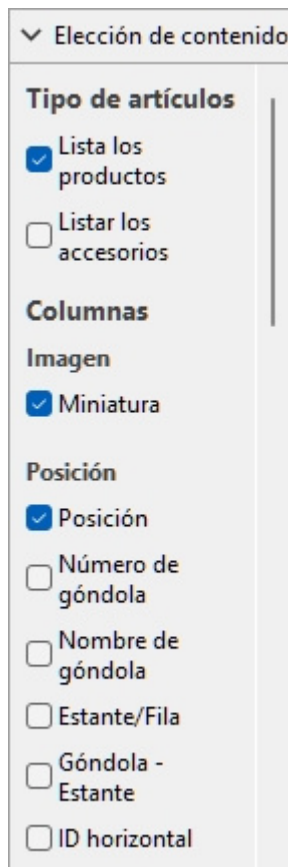 Elección de contenido
Tipo de artículos
Lista los
productos
Listar los
accesorios
Columnas
Imagen
Miniatura
Posición
Posición
Número de
góndola
Nombre de
góndola
Estante/Fila
Góndola -
Estante
ID horizontal